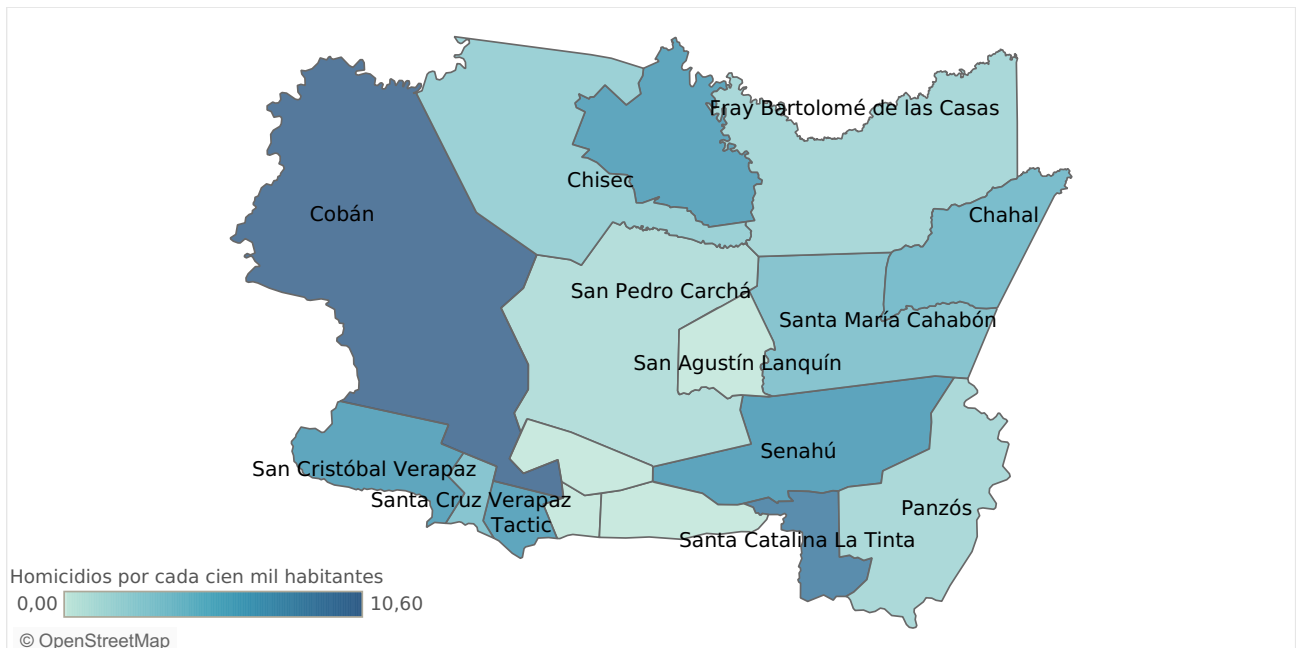 Fray Bartolomé de las Casas
Chisec
Cobán
Chahal
San Pedro Carchá
Santa María Cahabón
San Agustín Lanquín
Senahú
San Cristóbal Verapaz
Santa Cruz Verapaz
Panzós
Tactic
Santa Catalina La Tinta
Homicidios por cada cien mil habitantes
0,00 10,60
© OpenStreetMap